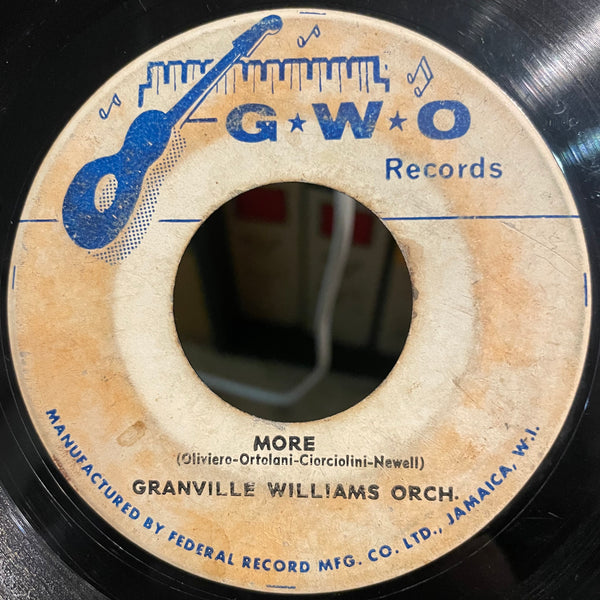 G★W★O
Records
MORE
(Oliviero-Ortolani-Ciorciolini-Newell)
GRANVILLE WILLIAMS ORCH.
MANUFACTURED BY FEDERAL RECORD MFG. CO. LTD., JAMAICA, W.I.